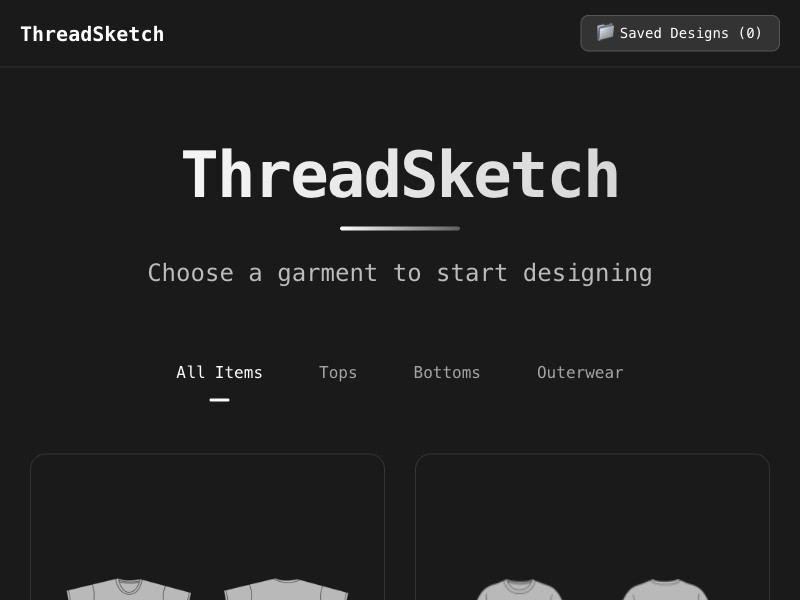 ThreadSketch
Saved Designs (0)
ThreadSketch
Choose a garment to start designing
All Items
Tops
Bottoms
Outerwear